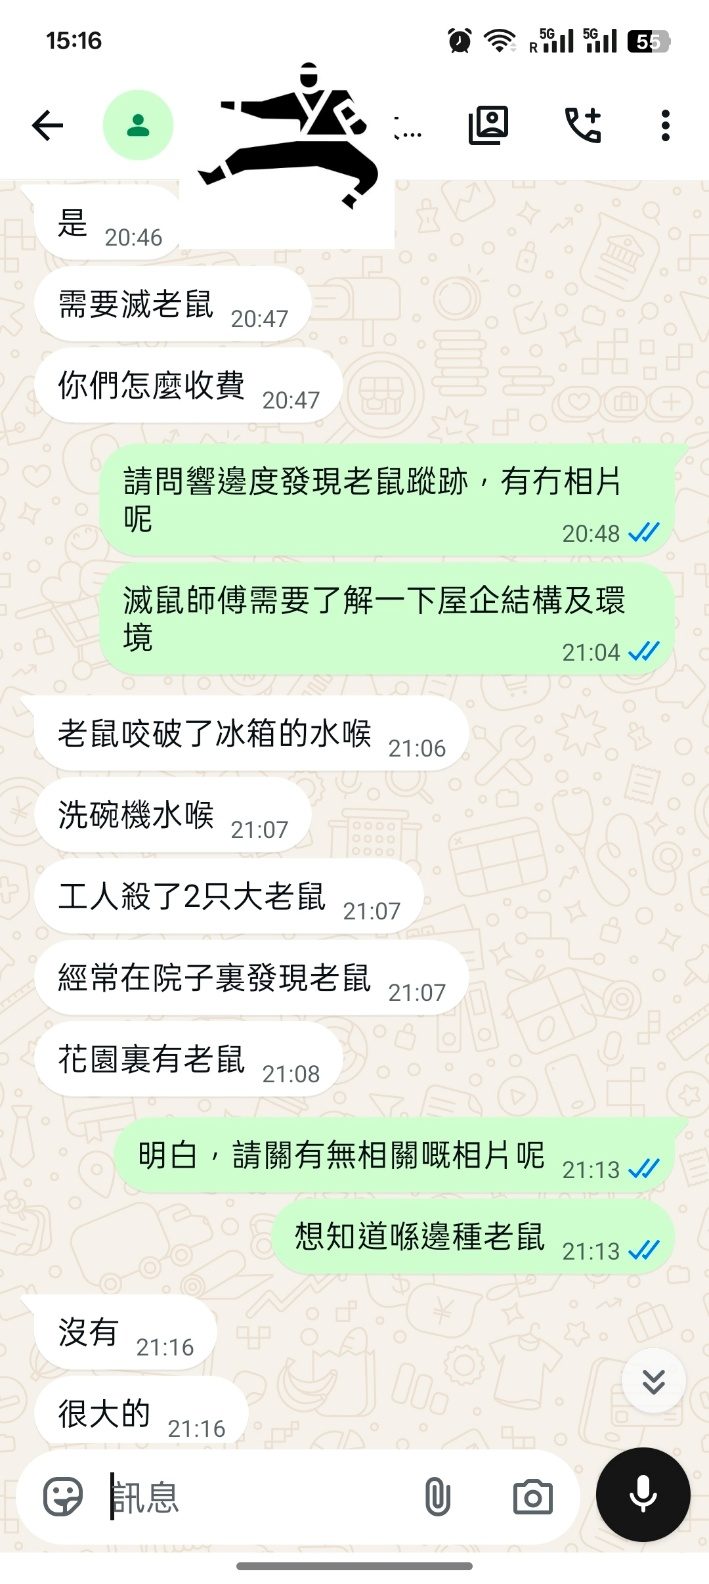 15:16
R 5G 5G 55
...
是 20:46
需要滅老鼠 20:47
你們怎麼收費 20:47
請問響邊度發現老鼠蹤跡，有冇相片
呢
20:48
滅鼠師傅需要了解一下屋企結構及環
境
21:04
老鼠咬破了冰箱的水喉 21:06
洗碗機水喉 21:07
工人殺了2只大老鼠 21:07
經常在院子裏發現老鼠 21:07
花園裏有老鼠 21:08
明白，請關有無相關嘅相片呢 21:13
想知道喺邊種老鼠 21:13
沒有 21:16
很大的 21:16
訊息